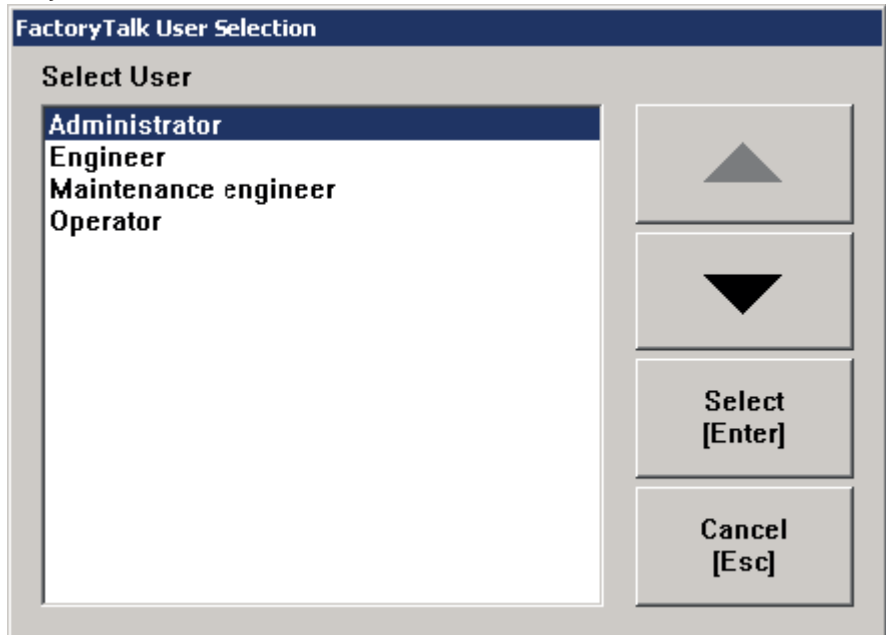 FactoryTalk User Selection
Select User
Administrator
Engineer
Maintenance engineer
Operator
Select
[Enter]
Cancel
[Esc]